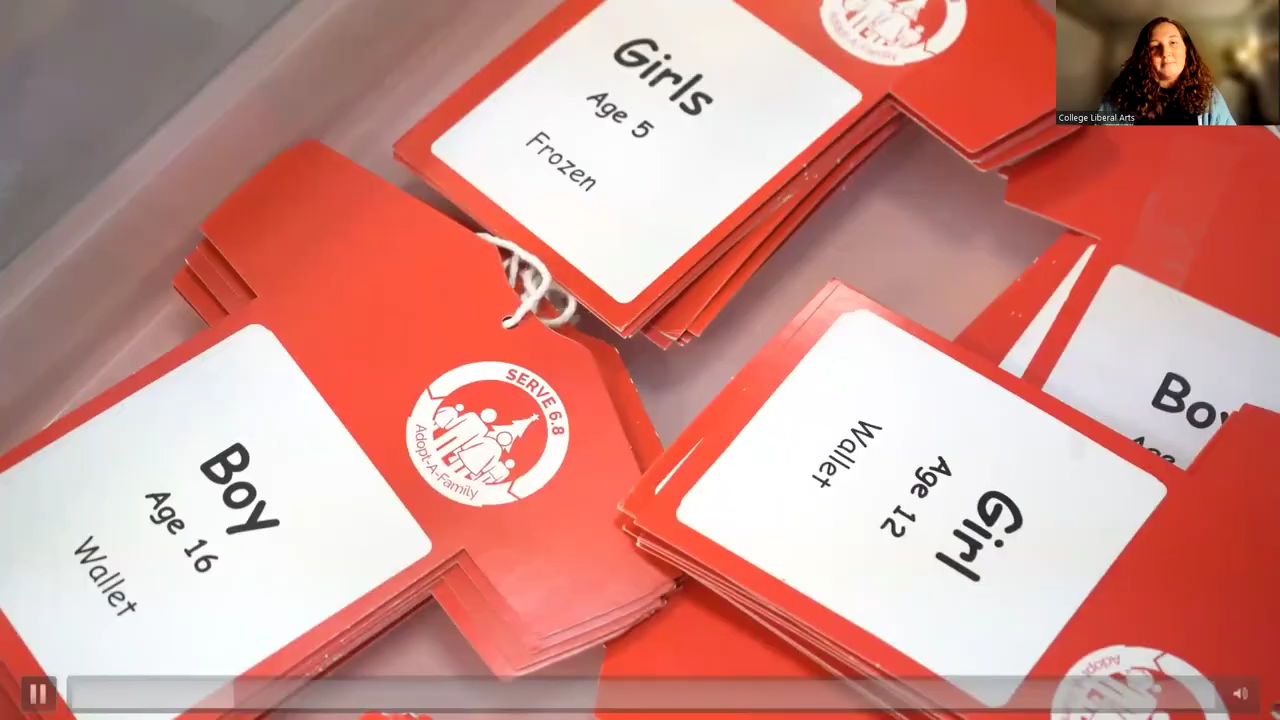 Girls
Age 5
Frozen
College Liberal Arts
SERVE 6.8
Adopt-A-Family
Boy
Age 16
Wallet
Girl
Age 12
Wallet
Boy
Age